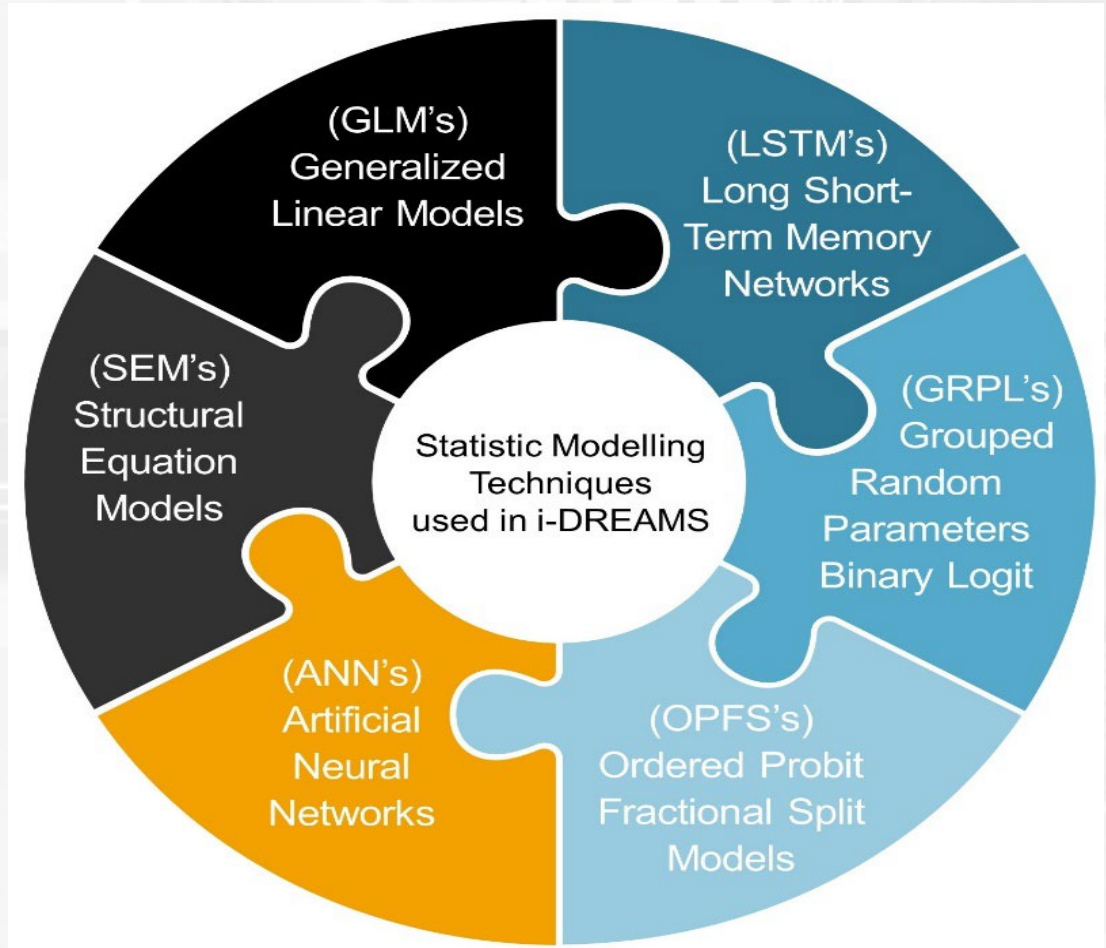 (GLM's)
Generalized
Linear Models
(LSTM's)
Long Short-
Term Memory
Networks
(GRPL's)
Grouped
Random
Parameters
Binary Logit
(OPFS's)
Ordered Probit
Fractional Split
Models
(ANN's)
Artificial
Neural
Networks
(SEM's)
Structural
Equation
Models
Statistic Modelling
Techniques
used in i-DREAMS